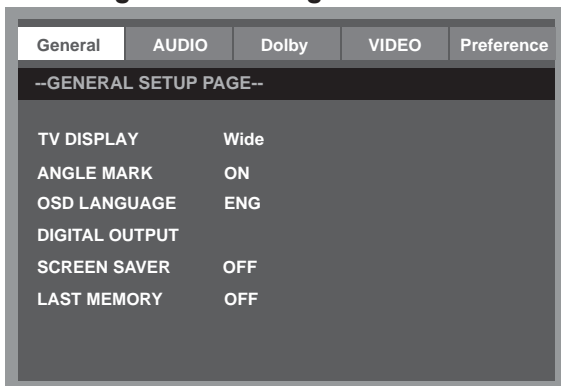 General AUDIO Dolby VIDEO Preference
--GENERAL SETUP PAGE--
TV DISPLAY Wide
ANGLE MARK ON
OSD LANGUAGE ENG
DIGITAL OUTPUT
SCREEN SAVER OFF
LAST MEMORY OFF